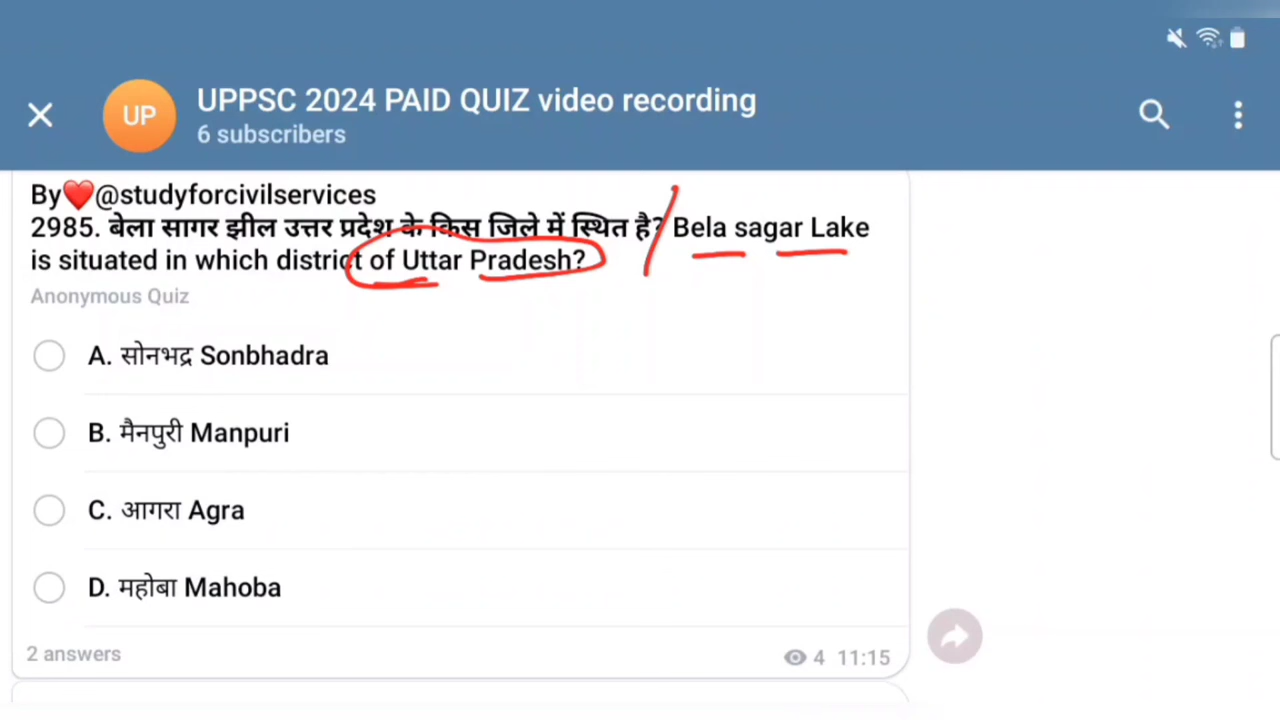 UP
UPPSC 2024 PAID QUIZ video recording
6 subscribers
By❤️@studyforcivilservices
2985. बेला सागर झील उत्तर प्रदेश के किस जिले में स्थित है? Bela sagar Lake
is situated in which district of Uttar Pradesh?
Anonymous Quiz
A. सोनभद्र Sonbhadra
B. मैनपुरी Manpuri
C. आगरा Agra
D. महोबा Mahoba
2 answers
4 11:15